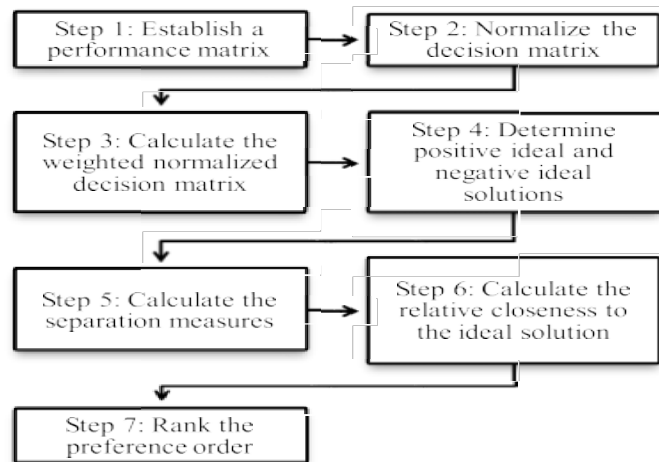 Step 1: Establish a
performance matrix
Step 2: Normalize the
decision matrix
Step 3: Calculate the
weighted normalized
decision matrix
Step 4: Determine
positive ideal and
negative ideal
solutions
Step 5: Calculate the
separation measures
Step 6: Calculate the
relative closeness to
the ideal solution
Step 7: Rank the
preference order